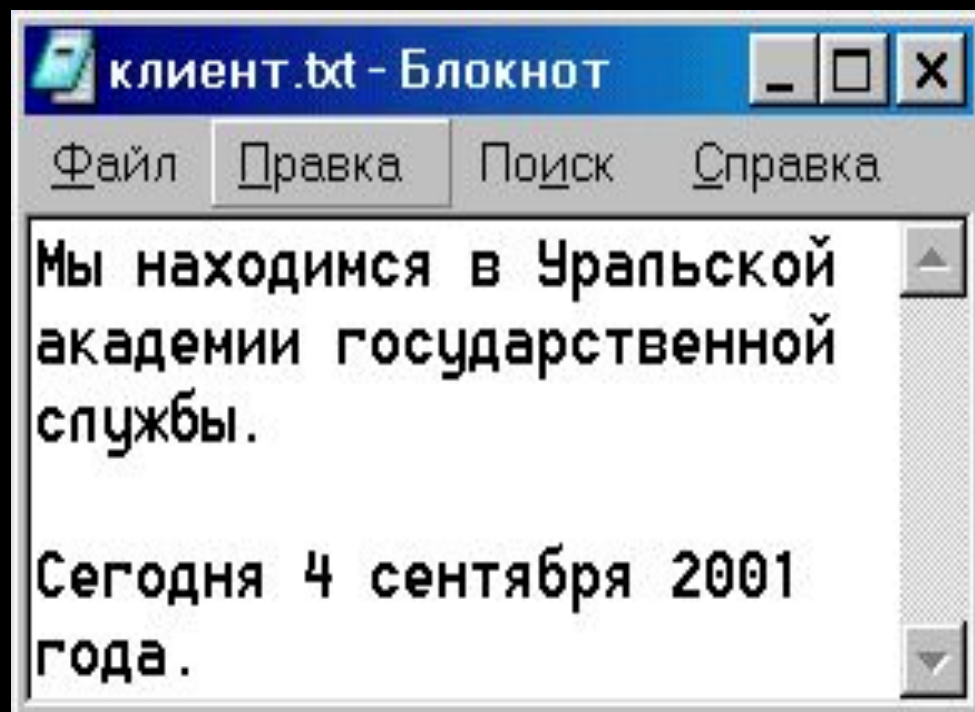 клиент.txt - Блокнот
Файл Правка Поиск Справка
Мы находимся в Уральской
академии государственной
службы.
Сегодня 4 сентября 2001
года.